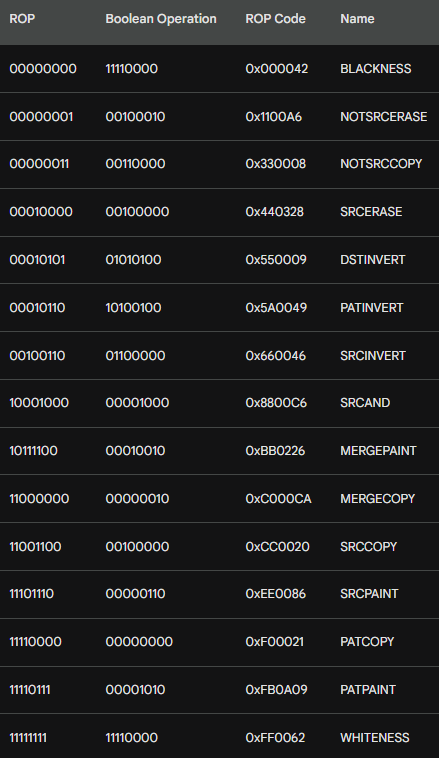 ROP Boolean Operation ROP Code Name
00000000 11110000 0x000042 BLACKNESS
00000001 00100010 0x1100A6 NOTSRCERASE
00000011 00110000 0x330008 NOTSRCCOPY
00010000 00100000 0x440328 SRCERASE
00010101 01010100 0x550009 DSTINVERT
00010110 10100100 0x5A0049 PATINVERT
00100110 01100000 0x660046 SRCINVERT
10001000 00001000 0x8800C6 SRCAND
10111100 00010010 0xBB0226 MERGEPAINT
11000000 00000010 0xC000CA MERGECOPY
11001100 00100000 0xCC0020 SRCCOPY
11101110 00000110 0xEE0086 SRCPAINT
11110000 00000000 0xF00021 PATCOPY
11110111 00001010 0xFB0A09 PATPAINT
11111111 11110000 0xFF0062 WHITENESS